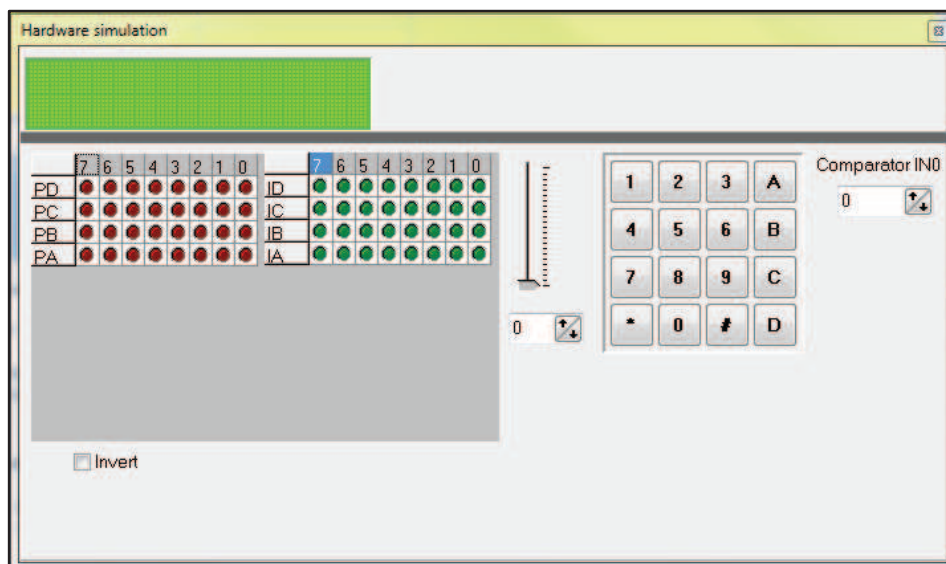 Hardware simulation
7 6 5 4 3 2 1 0
PD
PC
PB
PA
7 6 5 4 3 2 1 0
ID
IC
IB
IA
0
1 2 3 A
4 5 6 B
7 8 9 C
* 0 # D
Comparator IN0
0
Invert